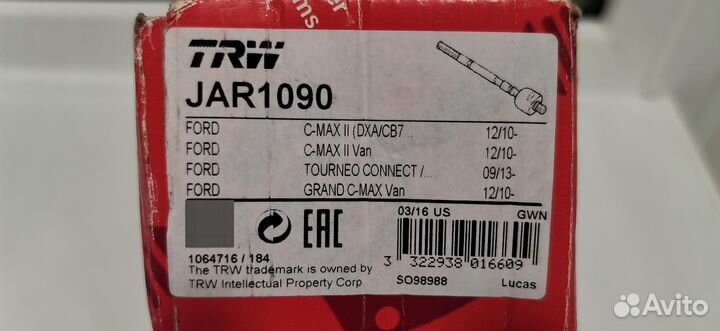 TRW
JAR1090
FORD C-MAX II (DXA/CB7 .. 12/10-
FORD C-MAX II Van 12/10-
FORD TOURNEO CONNECT /... 09/13-
FORD GRAND C-MAX Van 12/10-
03/16 US GWN
EAC
1064716 / 184
The TRW trademark is owned by
TRW Intellectual Property Corp
3 322938 016609
SO98988 Lucas
Avito